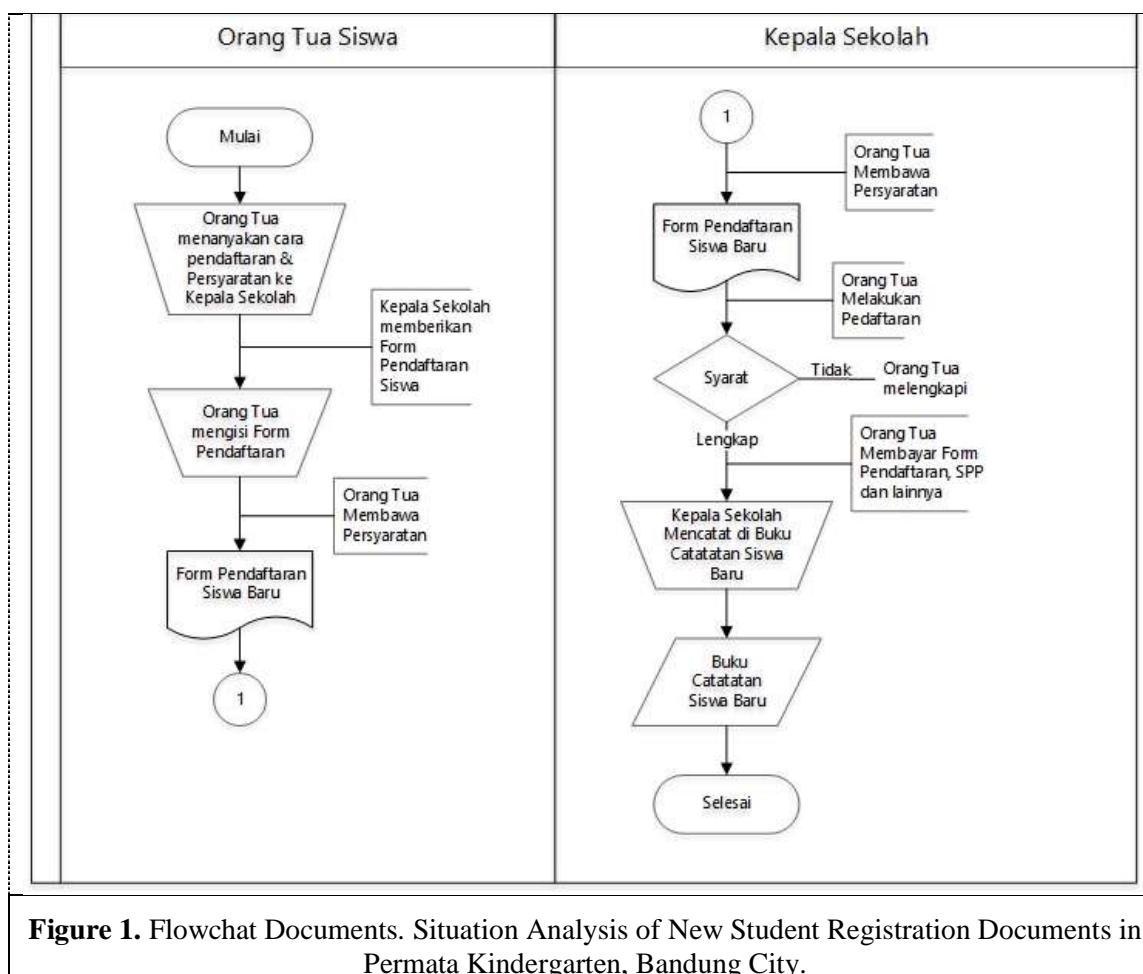 Orang Tua Siswa
Mulai
Orang Tua
menanyakan cara
pendaftaran &
Persyaratan ke
Kepala Sekolah
Kepala Sekolah
memberikan
Form
Pendaftaran
Siswa
Orang Tua
mengisi Form
Pendaftaran
Orang Tua
Membawa
Persyaratan
Form Pendaftaran
Siswa Baru
1
Kepala Sekolah
1
Orang Tua
Membawa
Persyaratan
Form Pendaftaran
Siswa Baru
Orang Tua
Melakukan
Pedaftaran
Syarat
Tidak
Orang Tua
melengkapi
Lengkap
Orang Tua
Membayar Form
Pendaftaran, SPP
dan lainnya
Kepala Sekolah
Mencatat di Buku
Catatatan Siswa
Baru
Buku
Catatatan
Siswa Baru
Selesai
Figure 1. Flowchat Documents. Situation Analysis of New Student Registration Documents in
Permata Kindergarten, Bandung City.